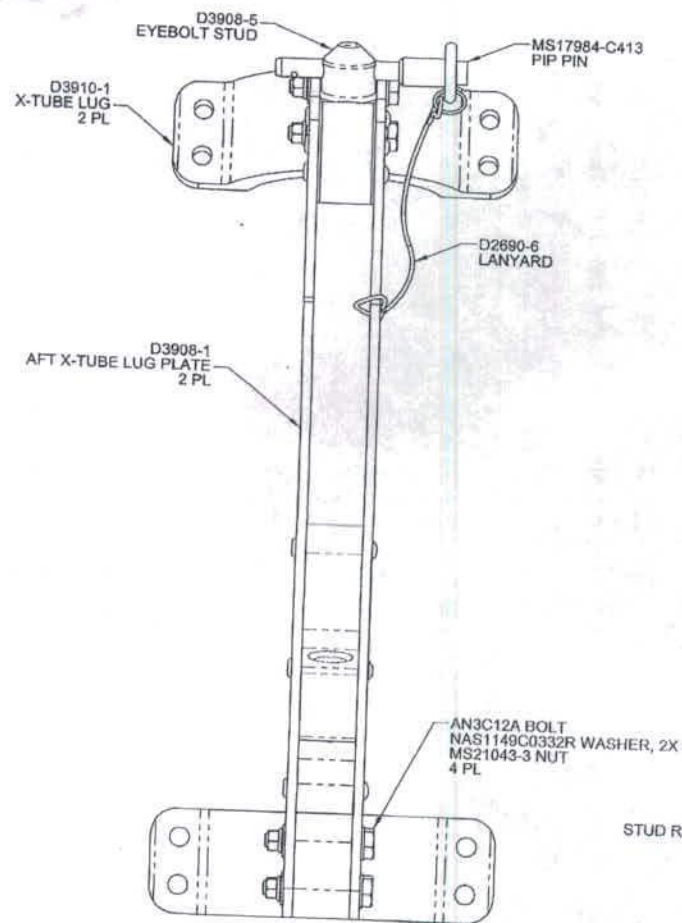 D3908-5
EYEBOLT STUD
MS17984-C413
PIP PIN
D3910-1
X-TUBE LUG
2 PL
D2690-6
LANYARD
D3908-1
AFT X-TUBE LUG PLATE
2 PL
AN3C12A BOLT
NAS1149C0332R WASHER, 2X
MS21043-3 NUT
4 PL
STUD R